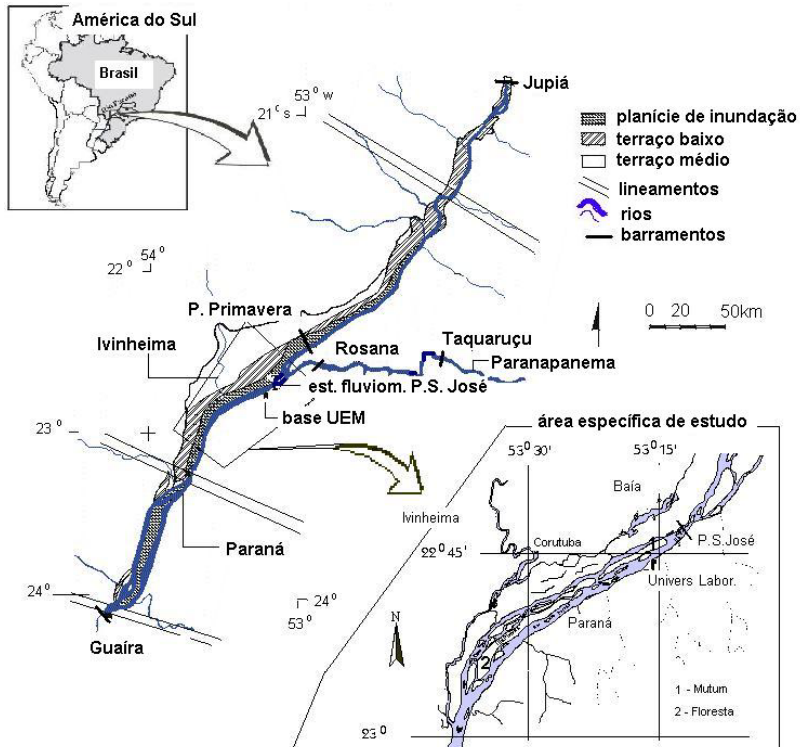 América do Sul
Brasil
Rio Paraná
53° w
21° s
Jupiá
planície de inundação
terraço baixo
terraço médio
lineamentos
rios
barramentos
0 20 50km
54°
22°
P. Primavera
Ivinheima
Rosana
Taquaruçu
Paranapanema
est. fluviom. P.S. José
base UEM
23°
Paraná
24°
24°
53°
Guaíra
área específica de estudo
53° 30'
53° 15'
Baía
Ivinheima
Corutuba
P.S.José
22° 45'
Univers Labor.
Paraná
N
2
1 - Mutum
2 - Floresta
23°